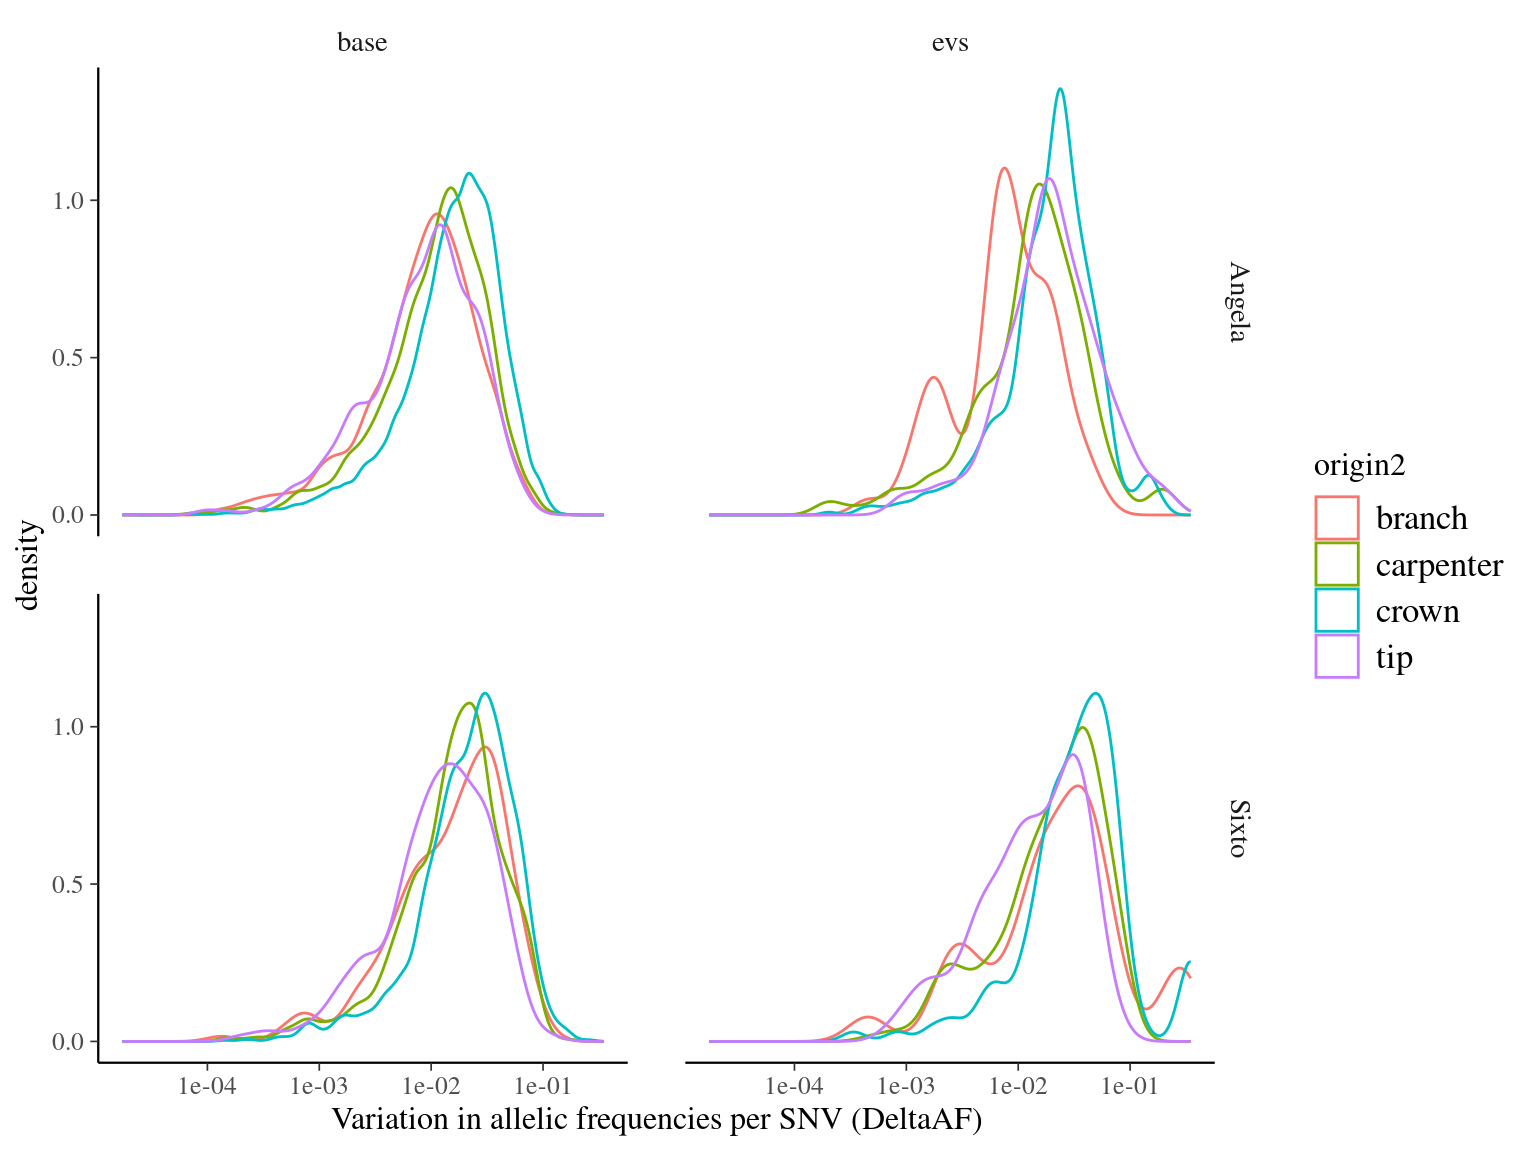 base
evs
1.0
0.5
0.0
Angela
density
1.0
0.5
0.0
Sixto
1e-04
1e-03
1e-02
1e-01
1e-04
1e-03
1e-02
1e-01
Variation in allelic frequencies per SNV (DeltaAF)
origin2
branch
carpenter
crown
tip